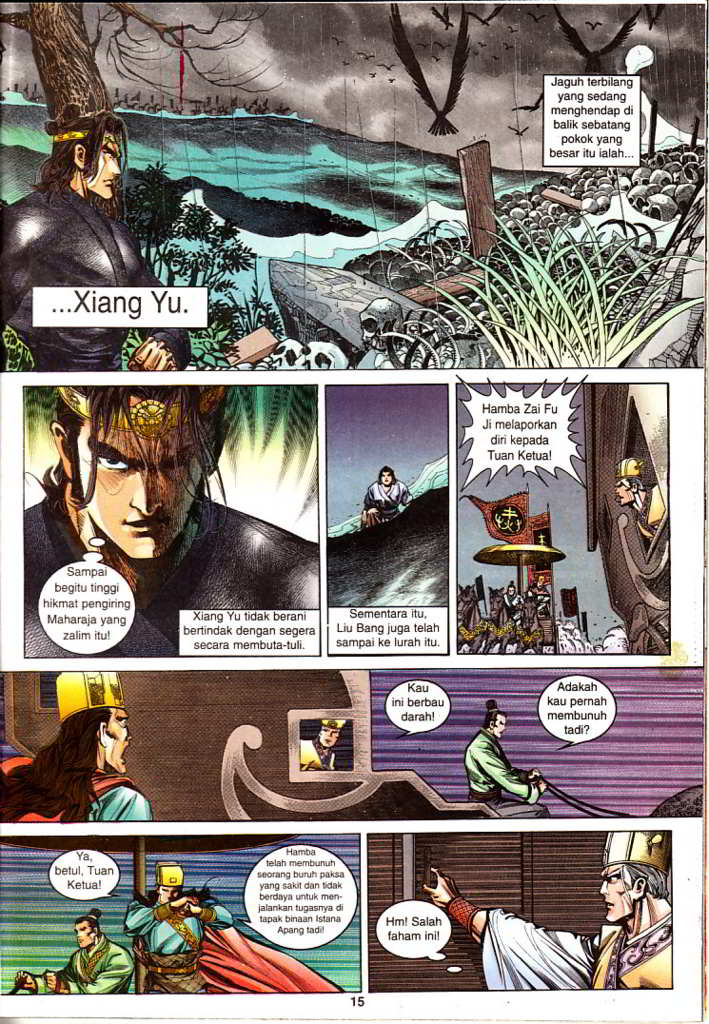 Jaguh terbilang
yang sedang
menghendap di
balik sebatang
pokok yang
besar itu ialah...
...Xiang Yu.
Sampai
begitu tinggi
hikmat pengiring
Maharaja yang
zalim itu!
Xiang Yu tidak berani
bertindak dengan segera
secara membuta-tuli.
Sementara itu,
Liu Bang juga telah
sampai ke lurah itu.
Hamba Zai Fu
Ji melaporkan
diri kepada
Tuan Ketua!
Kau
ini berbau
darah!
Adakah
kau pernah
membunuh
tadi?
Ya,
betul, Tuan
Ketua!
Hamba
telah membunuh
seorang buruh paksa
yang sakit dan tidak
berdaya untuk men-
jalankan tugasnya di
tapak binaan Istana
Apang tadi!
Hm! Salah
faham ini!
15